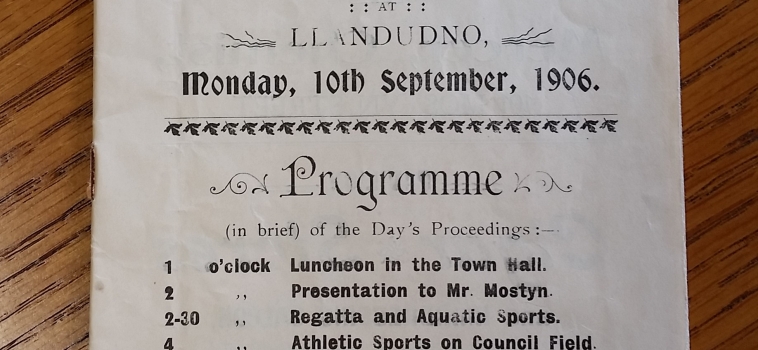 : : AT : :
LLANDUDNO,
Monday, 10th September, 1906.
Programme
(in brief) of the Day's Proceedings :—
1 o'clock Luncheon in the Town Hall.
2 ,, Presentation to Mr. Mostyn.
2-30 ,, Regatta and Aquatic Sports.
4 ,, Athletic Sports on Council Field.